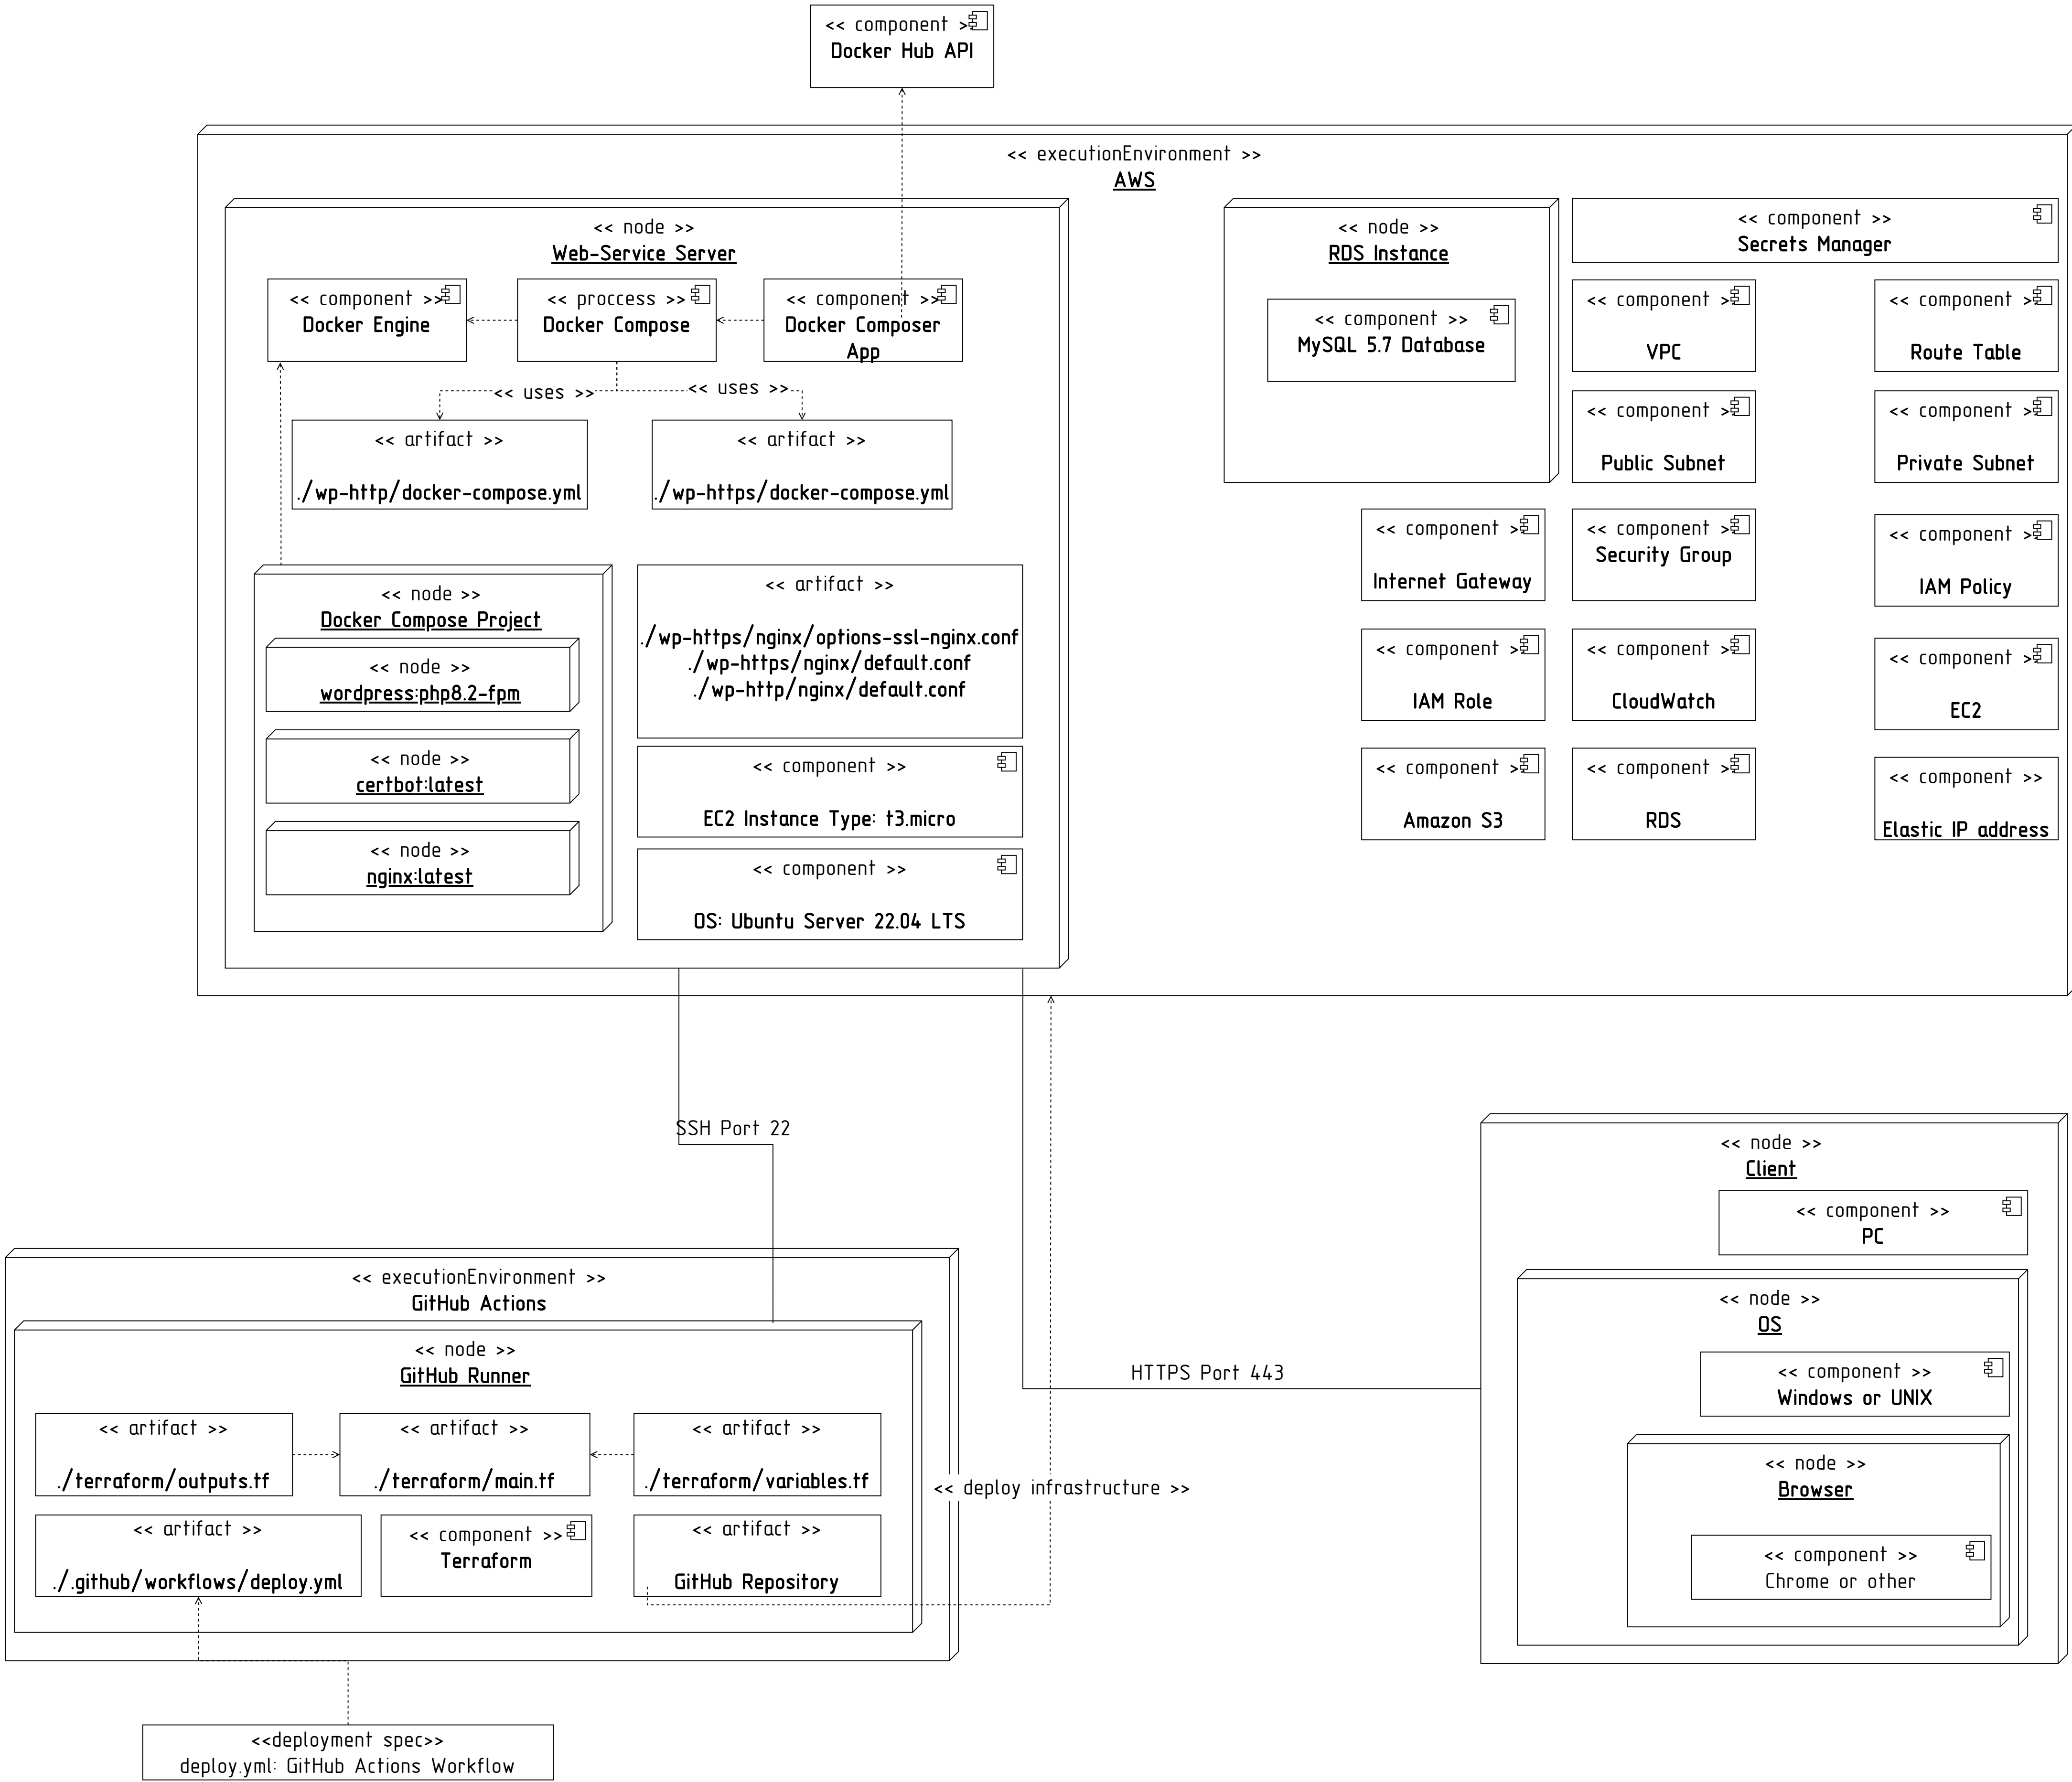 << component >>
Docker Hub API
<< executionEnvironment >>
AWS
<< node >>
Web-Service Server
<< component >>
Docker Engine
<< proccess >>
Docker Compose
<< component >>
Docker Composer
App
<< uses >>
<< uses >>
<< artifact >>
./wp-http/docker-compose.yml
<< artifact >>
./wp-https/docker-compose.yml
<< node >>
Docker Compose Project
<< node >>
wordpress:php8.2-fpm
<< node >>
certbot:latest
<< node >>
nginx:latest
<< artifact >>
./wp-https/nginx/options-ssl-nginx.conf
./wp-https/nginx/default.conf
./wp-http/nginx/default.conf
<< component >>
EC2 Instance Type: t3.micro
<< component >>
OS: Ubuntu Server 22.04 LTS
<< node >>
RDS Instance
<< component >>
MySQL 5.7 Database
<< component >>
Secrets Manager
<< component >>
VPC
<< component >>
Route Table
<< component >>
Public Subnet
<< component >>
Private Subnet
<< component >>
Internet Gateway
<< component >>
Security Group
<< component >>
IAM Policy
<< component >>
IAM Role
<< component >>
CloudWatch
<< component >>
EC2
<< component >>
Amazon S3
<< component >>
RDS
<< component >>
Elastic IP address
SSH Port 22
HTTPS Port 443
<< deploy infrastructure >>
<< executionEnvironment >>
GitHub Actions
<< node >>
GitHub Runner
<< artifact >>
./terraform/outputs.tf
<< artifact >>
./terraform/main.tf
<< artifact >>
./terraform/variables.tf
<< artifact >>
./.github/workflows/deploy.yml
<< component >>
Terraform
<< artifact >>
GitHub Repository
<<deployment spec>>
deploy.yml: GitHub Actions Workflow
<< node >>
Client
<< component >>
PC
<< node >>
OS
<< component >>
Windows or UNIX
<< node >>
Browser
<< component >>
Chrome or other